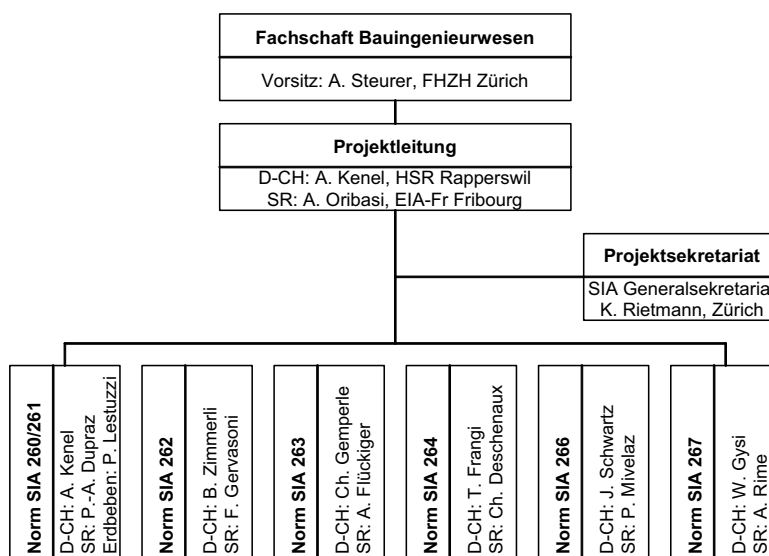 Fachschaft Bauingenieurwesen
Vorsitz: A. Steurer, FHZH Zürich
Projektleitung
D-CH: A. Kenel, HSR Rapperswil
SR: A. Oribasi, EIA-Fr Fribourg
Projektsekretariat
SIA Generalsekretaria
K. Rietmann, Zürich
Norm SIA 260/261
D-CH: A. Kenel
SR: P.-A. Dupraz
Erdbeben: P. Lestuzzi
Norm SIA 262
D-CH: B. Zimmerli
SR: F. Gervasoni
Norm SIA 263
D-CH: Ch. Gemperle
SR: A. Flückiger
Norm SIA 264
D-CH: T. Frangi
SR: Ch. Deschenaux
Norm SIA 266
D-CH: J. Schwartz
SR: P. Mivelaz
Norm SIA 267
D-CH: W. Gysi
SR: A. Rime